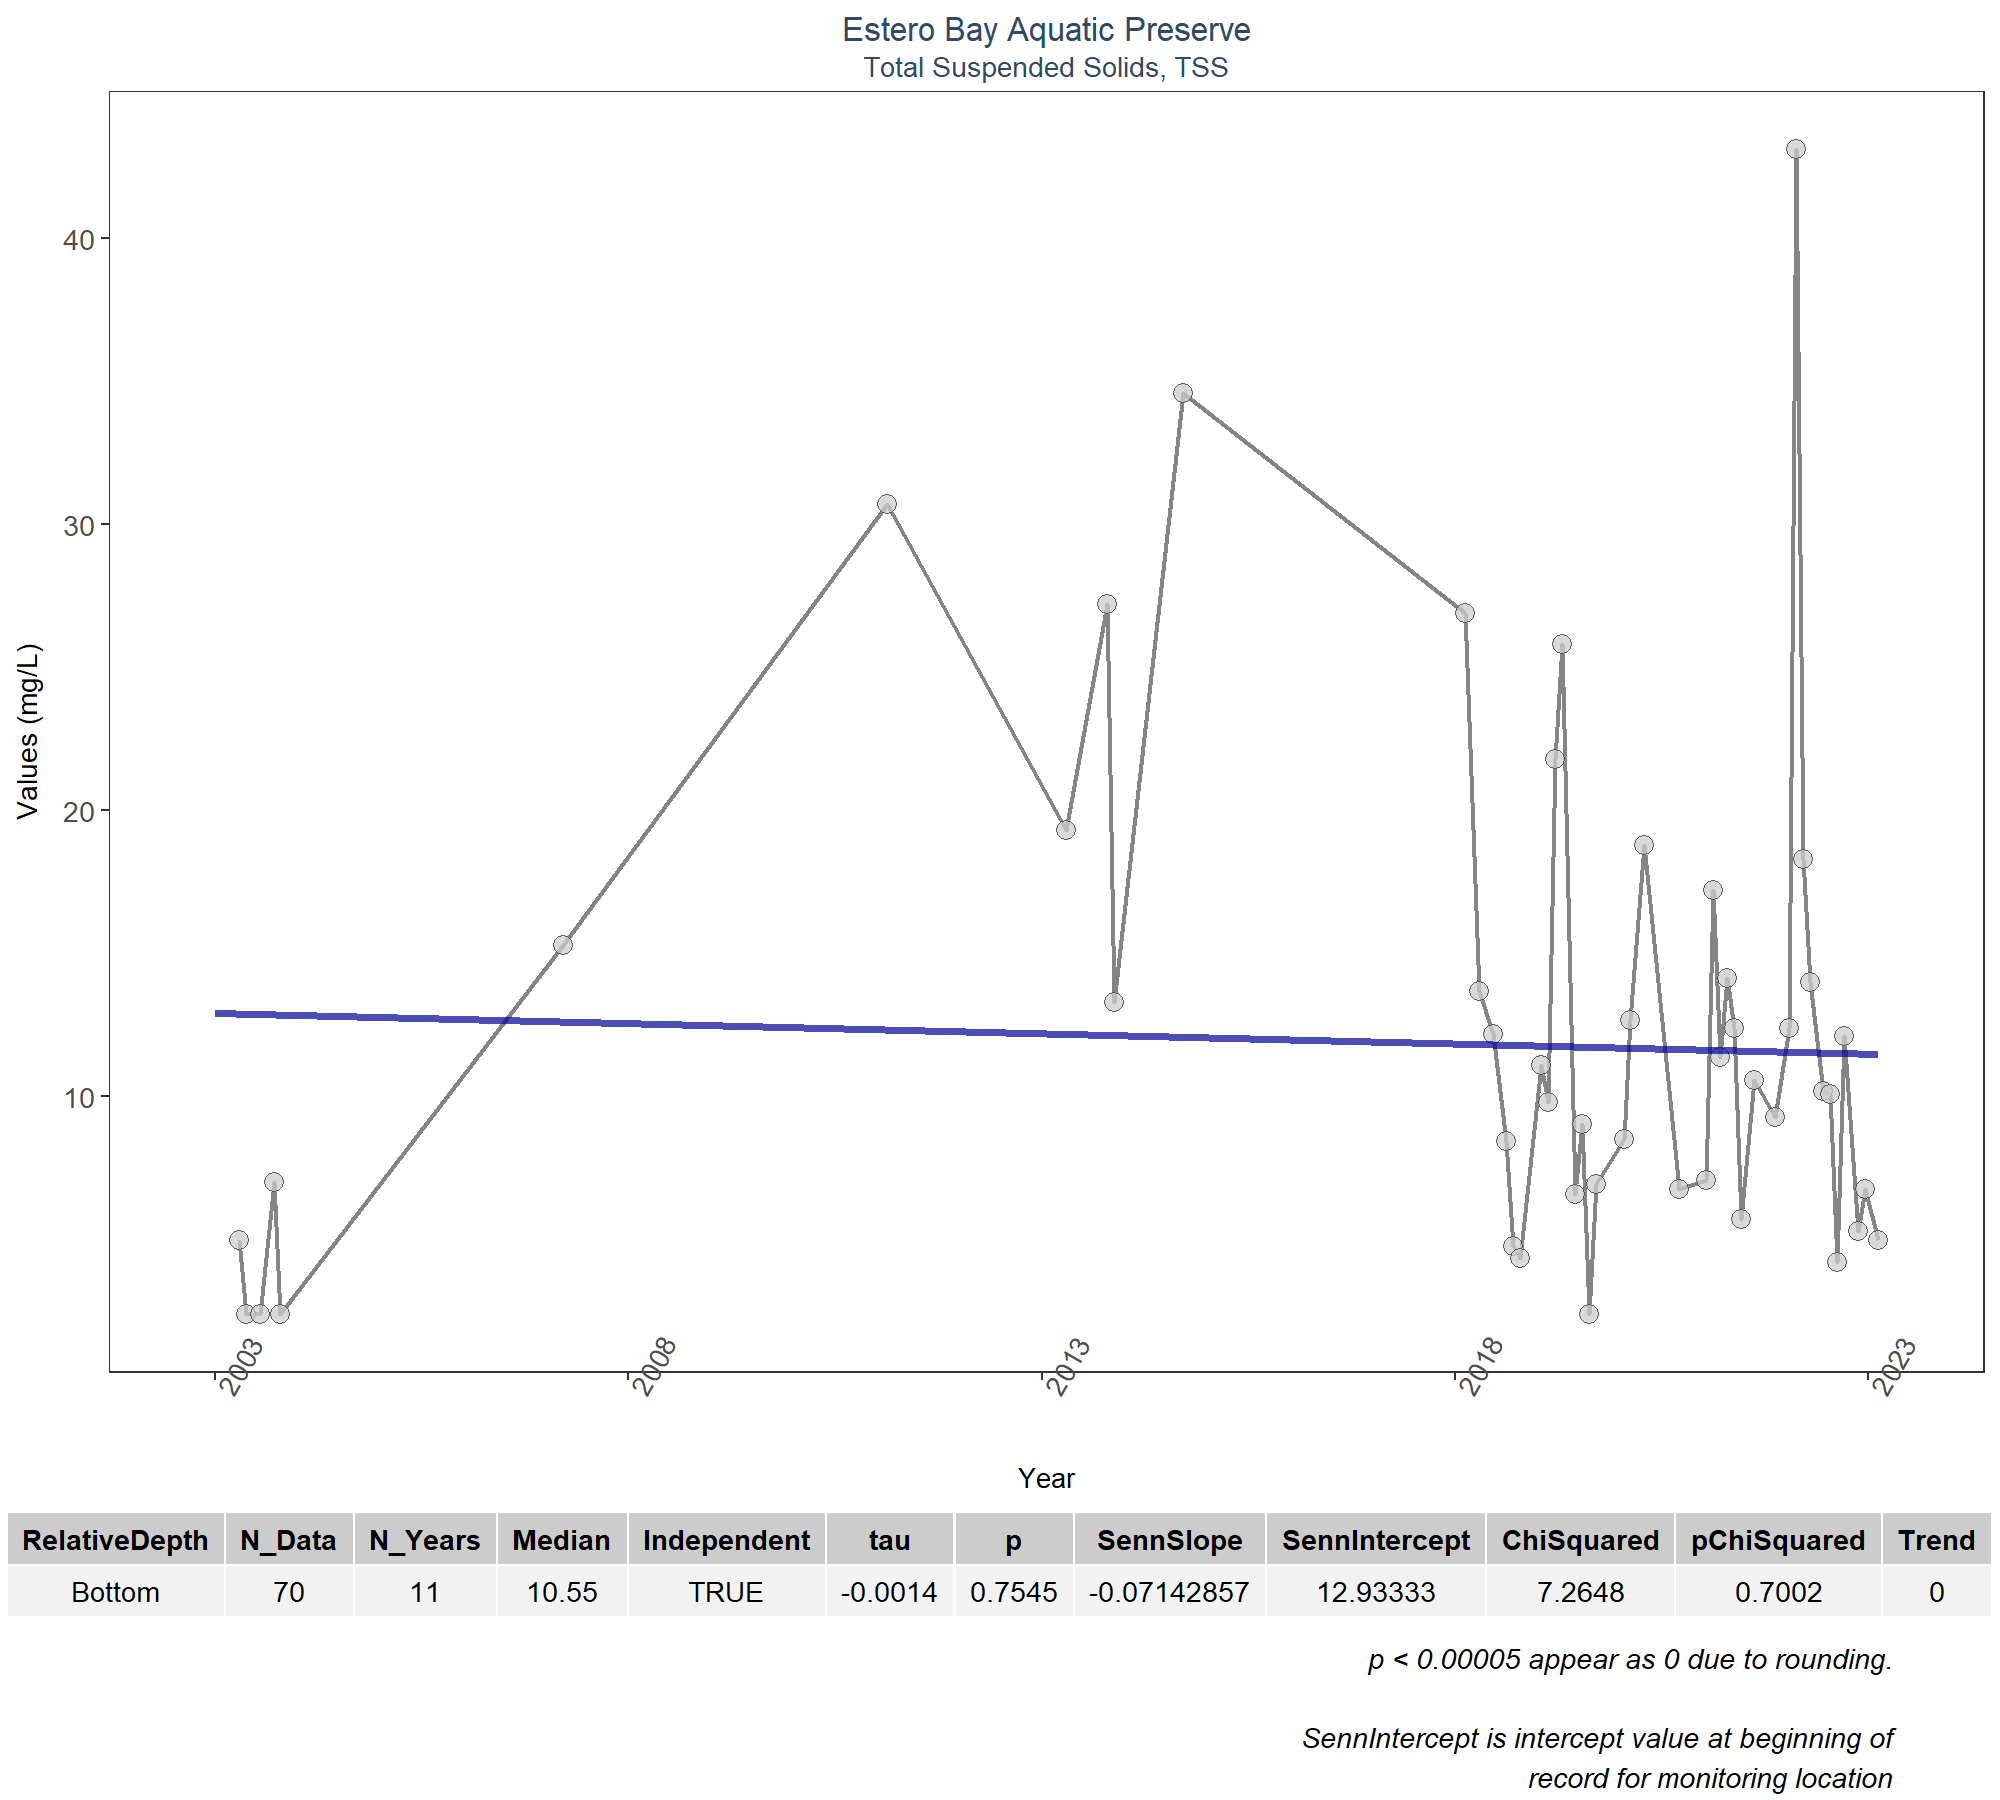 Estero Bay Aquatic Preserve
Total Suspended Solids, TSS
40
30
20
10
Values (mg/L)
2003 2008 2013 2018 2023
Year
RelativeDepth N_Data N_Years Median Independent tau p SennSlope SennIntercept ChiSquared pChiSquared Trend
Bottom 70 11 10.55 TRUE -0.0014 0.7545 -0.07142857 12.93333 7.2648 0.7002 0
p < 0.00005 appear as 0 due to rounding.
SennIntercept is intercept value at beginning of
record for monitoring location